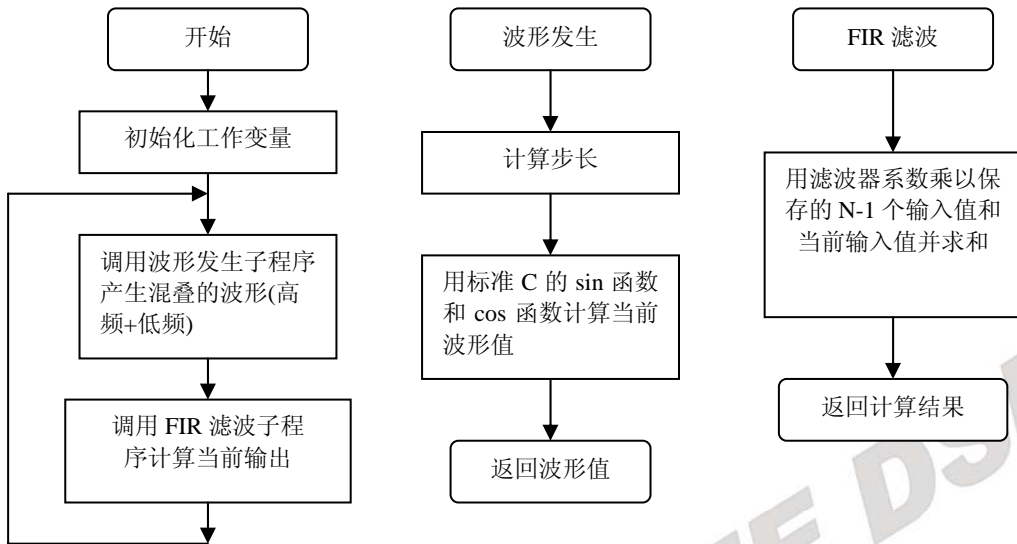 开始
初始化工作变量
调用波形发生子程序
产生混叠的波形(高
频+低频)
调用 FIR 滤波子程
序计算当前输出
波形发生
计算步长
用标准 C 的 sin 函数
和 cos 函数计算当前
波形值
返回波形值
FIR 滤波
用滤波器系数乘以保
存的 N-1 个输入值和
当前输入值并求和
返回计算结果